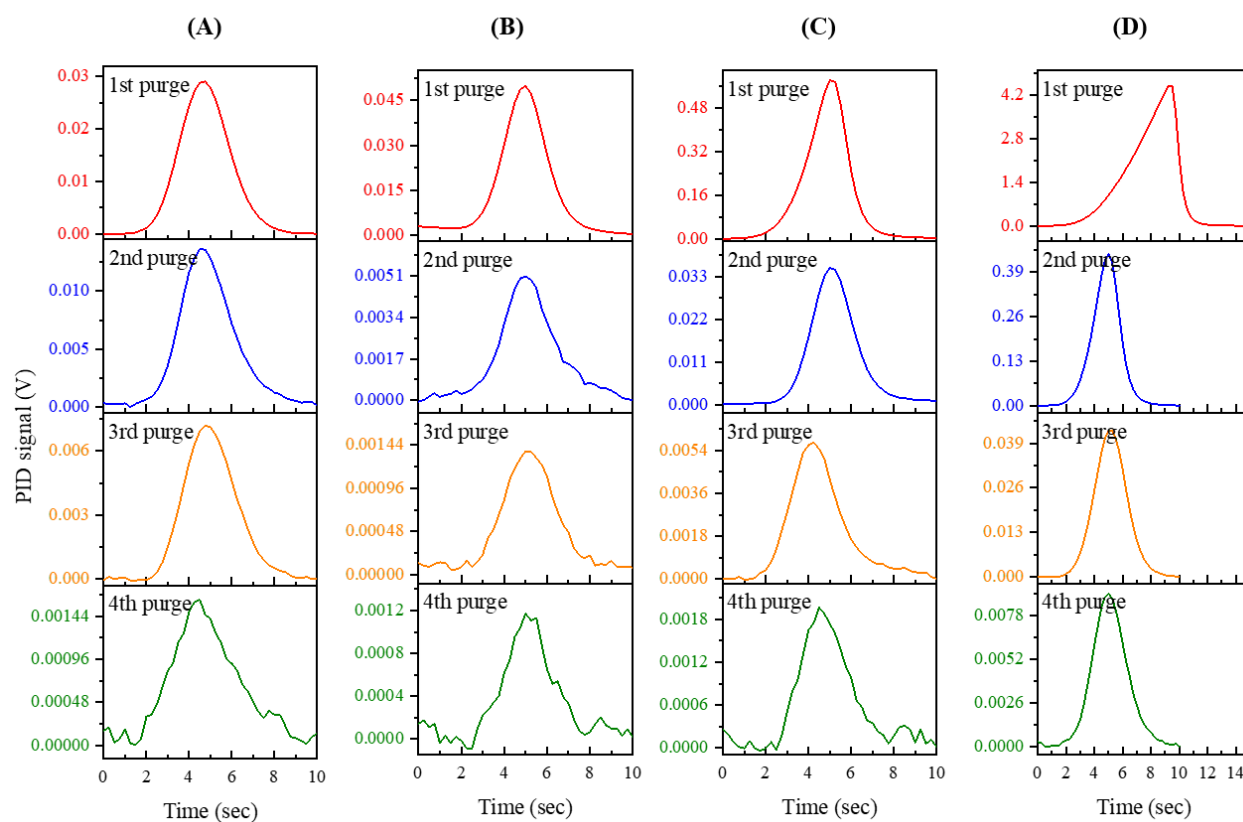 (A)
(B)
(C)
(D)
PID signal (V)
1st purge
0.03
0.02
0.01
0.00
2nd purge
0.010
0.005
0.000
3rd purge
0.006
0.003
0.000
4th purge
0.00144
0.00096
0.00048
0.00000
0 2 4 6 8 10
Time (sec)
1st purge
0.045
0.030
0.015
0.000
2nd purge
0.0051
0.0034
0.0017
0.0000
3rd purge
0.00144
0.00096
0.00048
0.00000
4th purge
0.0012
0.0008
0.0004
0.0000
0 2 4 6 8 10
Time (sec)
1st purge
0.48
0.32
0.16
0.00
2nd purge
0.033
0.022
0.011
0.000
3rd purge
0.0054
0.0036
0.0018
0.0000
4th purge
0.0018
0.0012
0.0006
0.0000
0 2 4 6 8 10
Time (sec)
1st purge
4.2
2.8
1.4
0.0
2nd purge
0.39
0.26
0.13
0.00
3rd purge
0.039
0.026
0.013
0.000
4th purge
0.0078
0.0052
0.0026
0.0000
0 2 4 6 8 10 12 14
Time (sec)